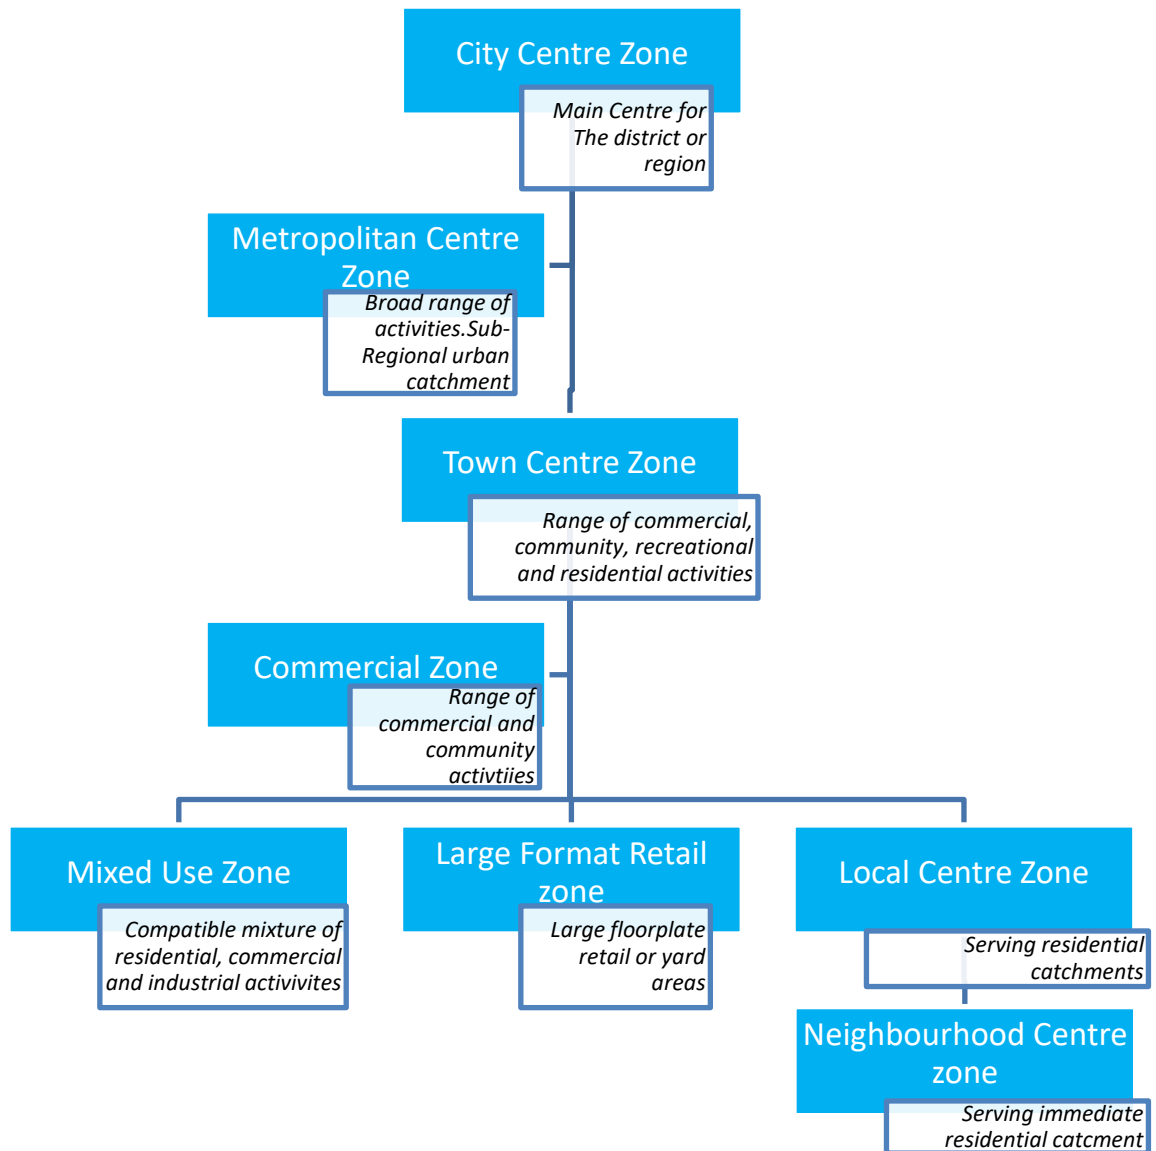 City Centre Zone
Main Centre for
The district or
region
Metropolitan Centre
Zone
Broad range of
activities.Sub-
Regional urban
catchment
Town Centre Zone
Range of commercial,
community, recreational
and residential activities
Commercial Zone
Range of
commercial and
community
activtiies
Mixed Use Zone
Compatible mixture of
residential, commercial
and industrial activivites
Large Format Retail
zone
Large floorplate
retail or yard
areas
Local Centre Zone
Serving residential
catchments
Neighbourhood Centre
zone
Serving immediate
residential catcment